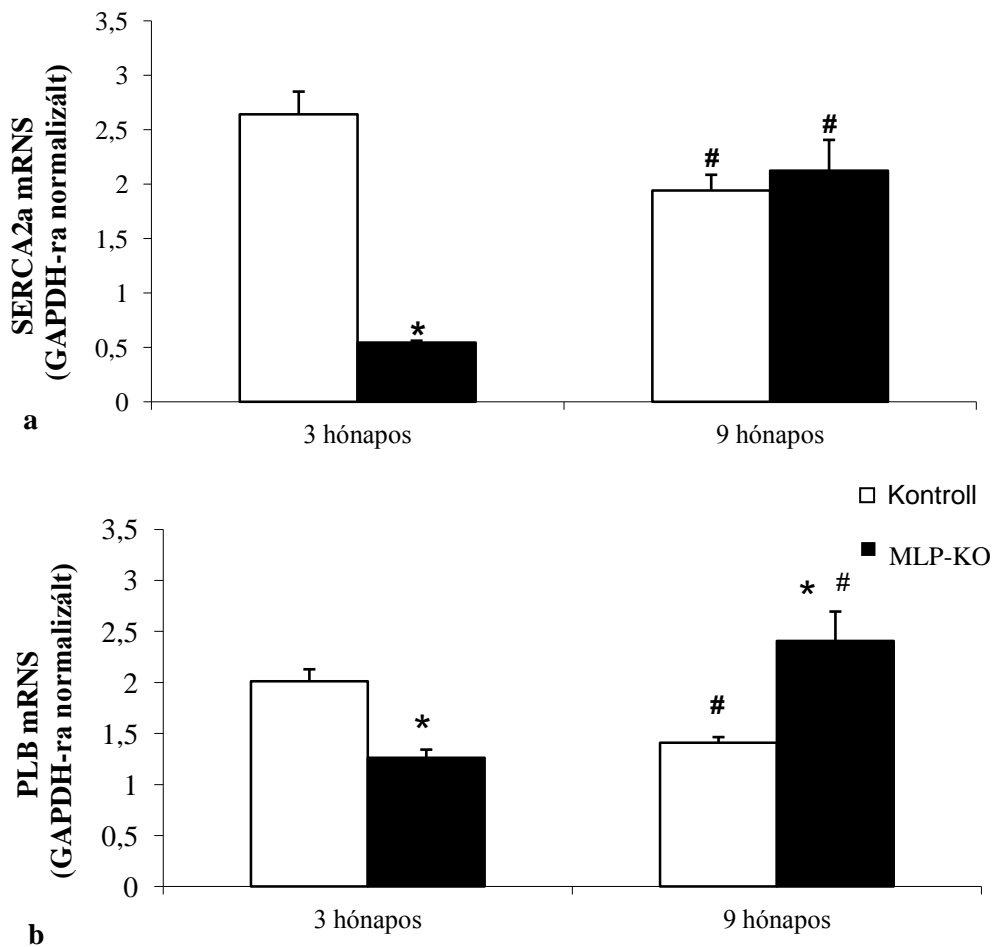 3,5
3
2,5
2
1,5
1
0,5
0
SERCA2a mRNS
(GAPDH-ra normalizált)
*
#
#
a
3 hónapos
9 hónapos
Kontroll
MLP-KO
3,5
3
2,5
2
1,5
1
0,5
0
PLB mRNS
(GAPDH-ra normalizált)
*
#
* #
3 hónapos
9 hónapos
b